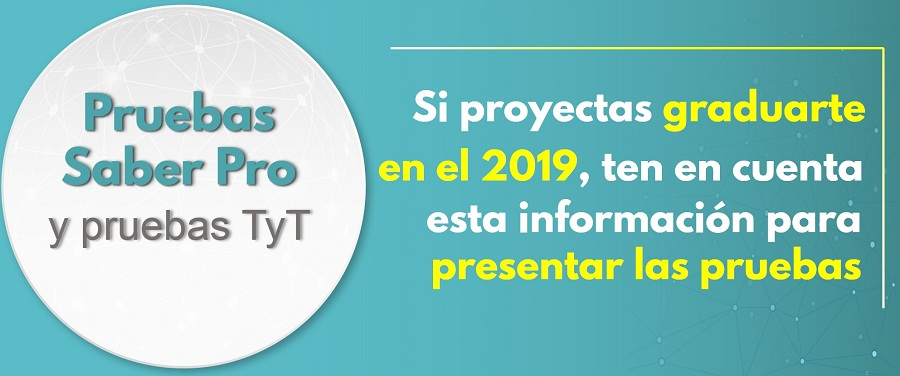 Pruebas
Saber Pro
y pruebas TyT
Si proyectas graduarte
en el 2019, ten en cuenta
esta información para
presentar las pruebas